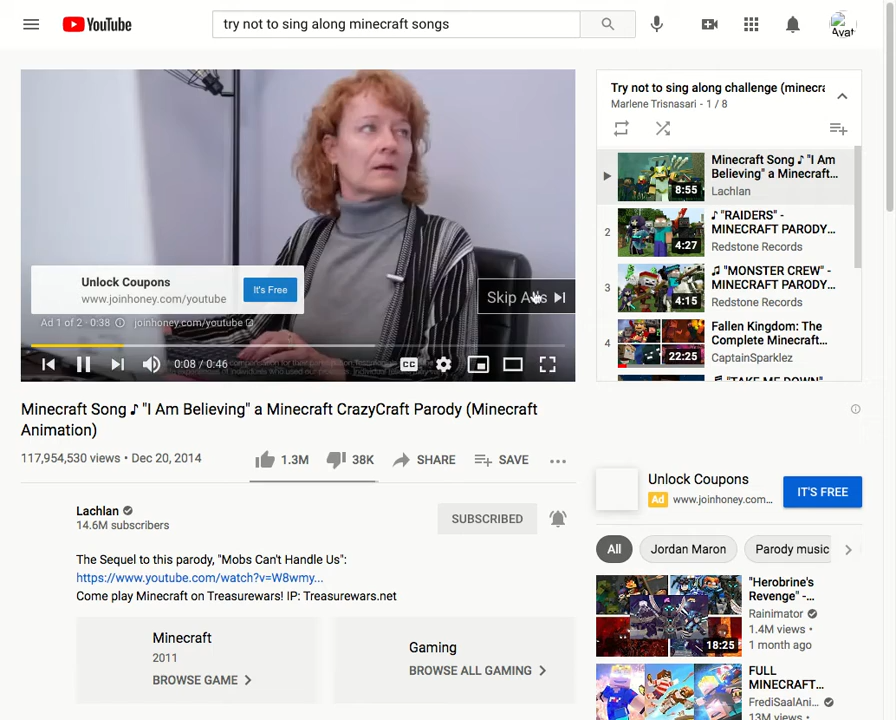 YouTube
try not to sing along minecraft songs
Unlock Coupons
www.joinhoney.com/youtube
It's Free
Skip Ads
Ad 1 of 2 · 0:38
joinhoney.com/youtube
0:08 / 0:46
CC
Try not to sing along challenge (minecra
Marlene Trisnasari - 1 / 8
8:55
Minecraft Song ♪ "I Am
Believing" a Minecraft...
Lachlan
2
4:27
♪ "RAIDERS" -
MINECRAFT PARODY...
Redstone Records
3
4:15
♫ "MONSTER CREW" -
MINECRAFT PARODY...
Redstone Records
4
22:25
Fallen Kingdom: The
Complete Minecraft...
CaptainSparklez
Minecraft Song ♪ "I Am Believing" a Minecraft CrazyCraft Parody (Minecraft
Animation)
117,954,530 views • Dec 20, 2014
1.3M
38K
SHARE
SAVE
Lachlan
14.6M subscribers
SUBSCRIBED
The Sequel to this parody, "Mobs Can't Handle Us":
https://www.youtube.com/watch?v=W8wmy...
Come play Minecraft on Treasurewars! IP: Treasurewars.net
Minecraft
2011
BROWSE GAME
Gaming
BROWSE ALL GAMING
Unlock Coupons
Ad www.joinhoney.com...
IT'S FREE
All
Jordan Maron
Parody music
18:25
"Herobrine's
Revenge" -...
Rainimator
1.4M views •
1 month ago
FULL
MINECRAFT...
FrediSaalAni...
13M views •